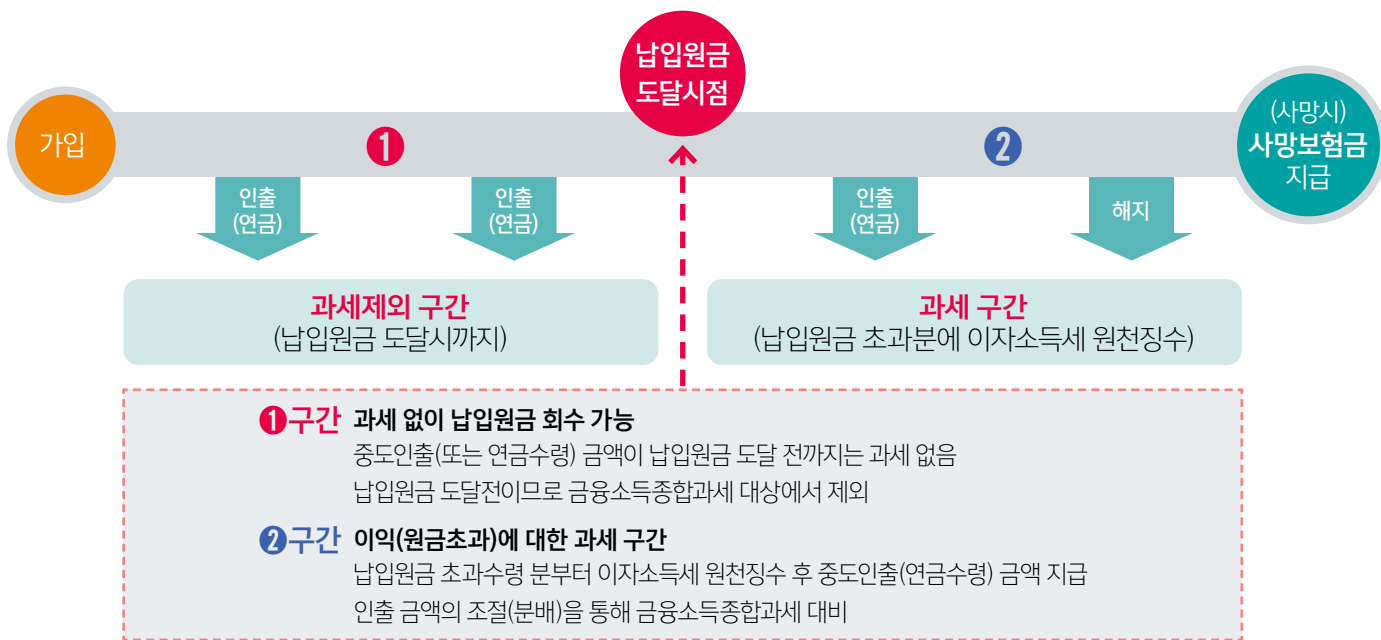 납입원금
도달시점
가입
❶
❷
(사망시)
사망보험금
지급
인출
(연금)
인출
(연금)
인출
(연금)
해지
과세제외 구간
(납입원금 도달시까지)
과세 구간
(납입원금 초과분에 이자소득세 원천징수)
❶구간 과세 없이 납입원금 회수 가능
중도인출(또는 연금수령) 금액이 납입원금 도달 전까지는 과세 없음
납입원금 도달전이므로 금융소득종합과세 대상에서 제외
❷구간 이익(원금초과)에 대한 과세 구간
납입원금 초과수령 분부터 이자소득세 원천징수 후 중도인출(연금수령) 금액 지급
인출 금액의 조절(분배)을 통해 금융소득종합과세 대비